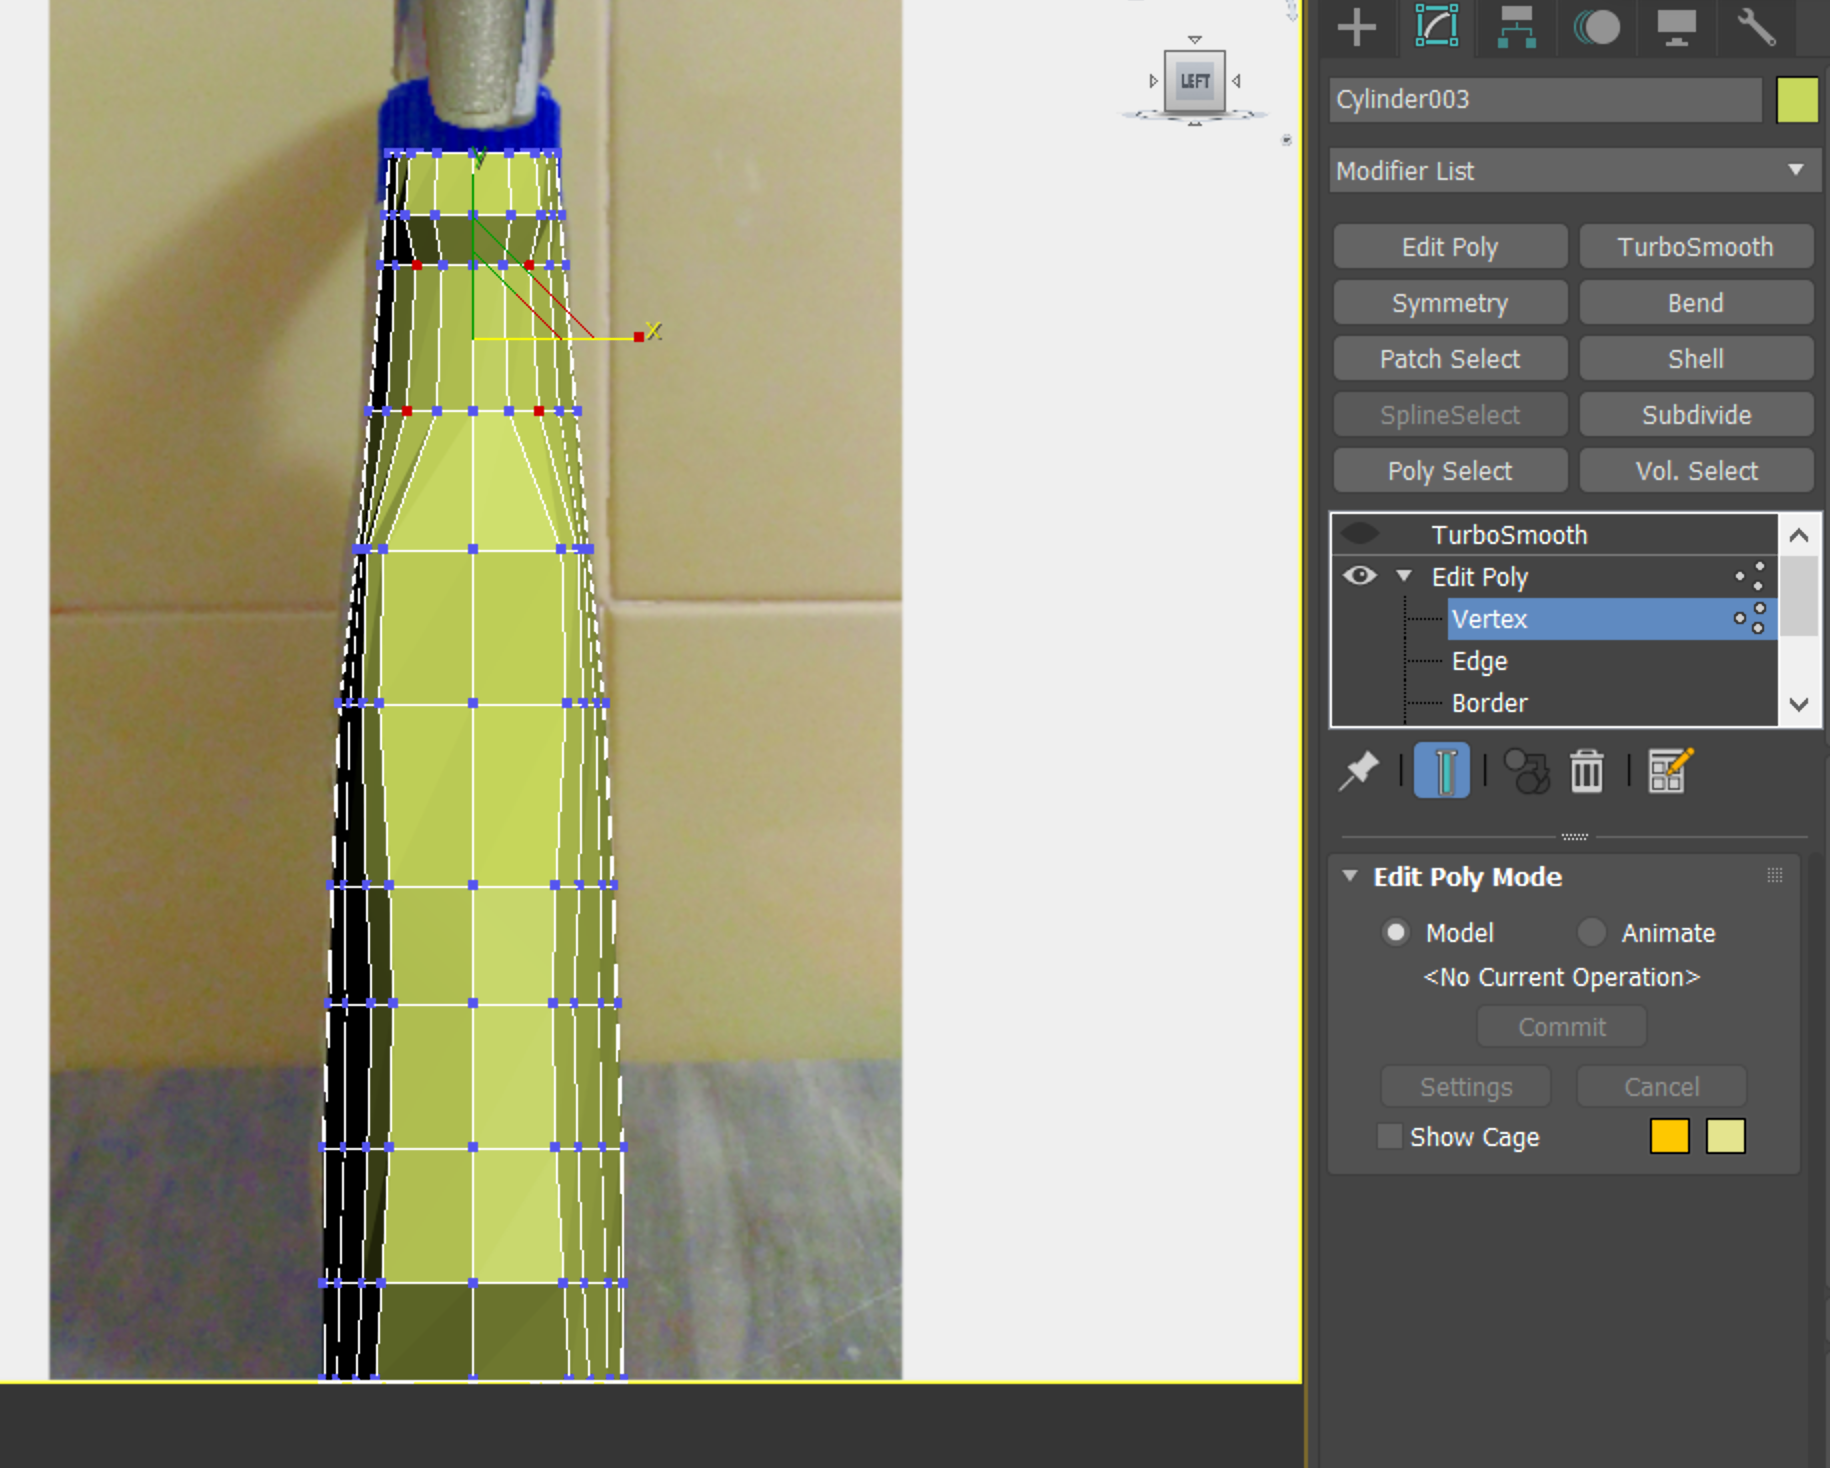 y
x
LEFT
Cylinder003
Modifier List
Edit Poly
TurboSmooth
Symmetry
Bend
Patch Select
Shell
SplineSelect
Subdivide
Poly Select
Vol. Select
TurboSmooth
Edit Poly
Vertex
Edge
Border
Edit Poly Mode
Model
Animate
<No Current Operation>
Commit
Settings
Cancel
Show Cage